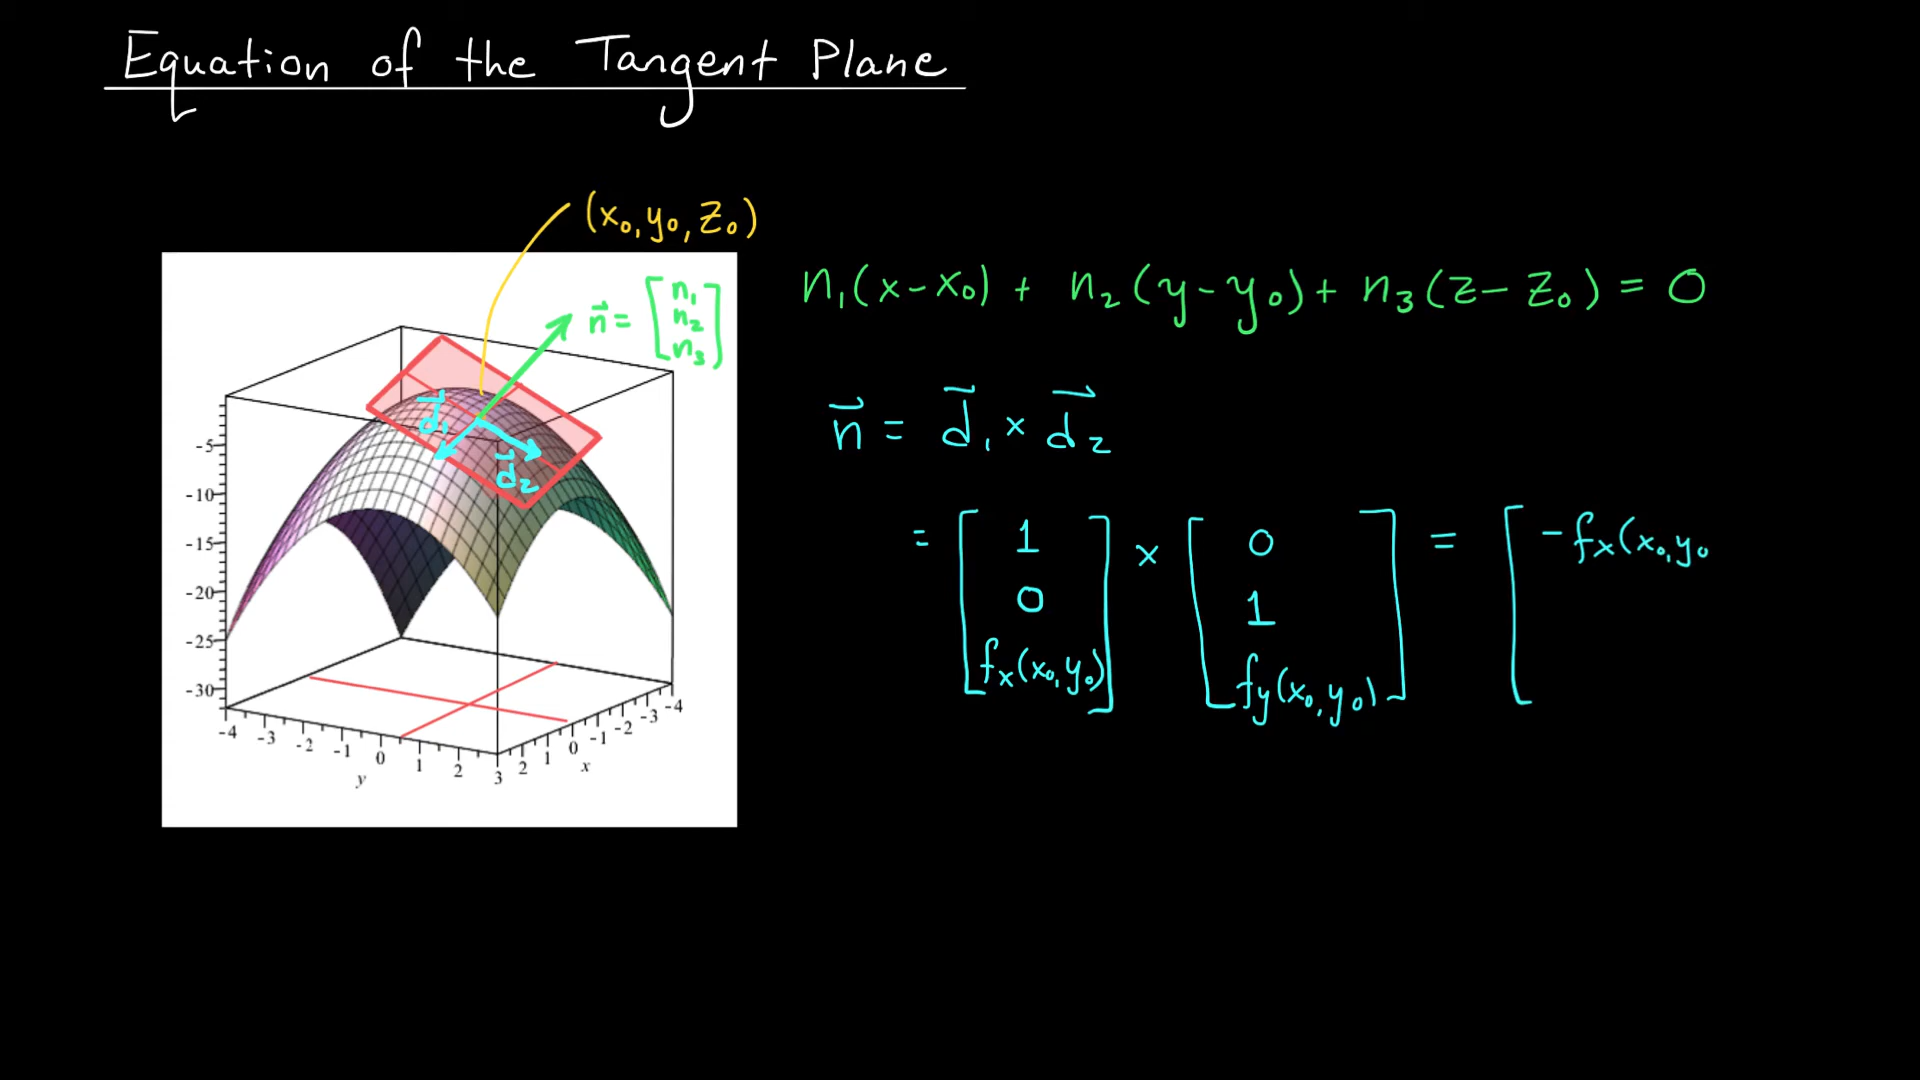 Equation of the Tangent Plane
(x₀, y₀, z₀)
n⃗ = [n₁ n₂ n₃]
n₁(x-x₀) + n₂(y-y₀) + n₃(z-z₀) = 0
d⃗₁
d⃗₂
n⃗ = d⃗₁ × d⃗₂
= [1 0 fₓ(x₀,y₀)] × [0 1 f_y(x₀,y₀)] = [-fₓ(x₀,y₀
-5
-10
-15
-20
-25
-30
-4 -3 -2 -1 0 1 2 3
y
2 1 0 -1 -2 -3 -4
x